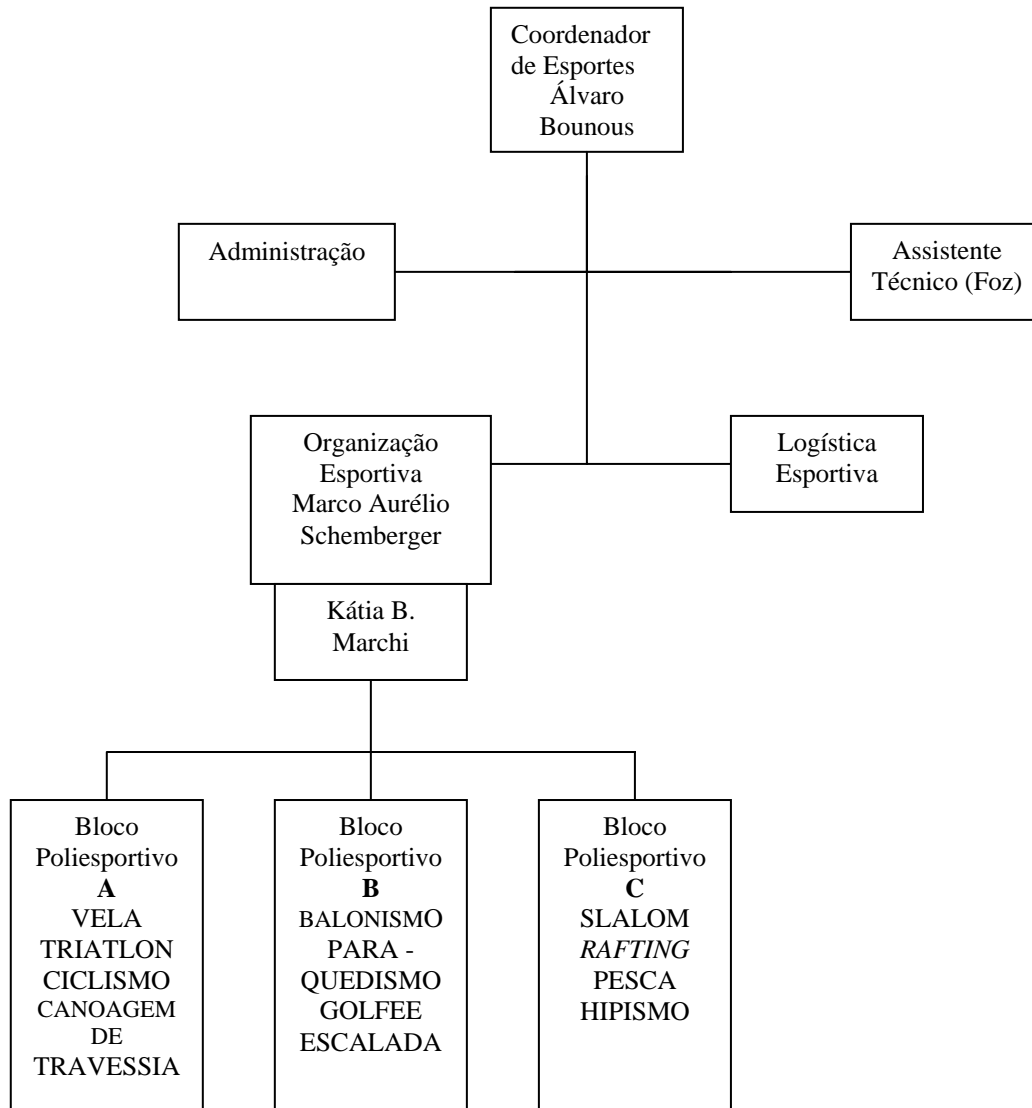 Coordenador
de Esportes
Álvaro
Bounous
Administração
Assistente
Técnico (Foz)
Organização
Esportiva
Marco Aurélio
Schemberger
Logística
Esportiva
Kátia B.
Marchi
Bloco
Poliesportivo
A
VELA
TRIATLON
CICLISMO
CANOAGEM
DE
TRAVESSIA
Bloco
Poliesportivo
B
BALONISMO
PARA -
QUEDISMO
GOLFEE
ESCALADA
Bloco
Poliesportivo
C
SLALOM
RAFTING
PESCA
HIPISMO